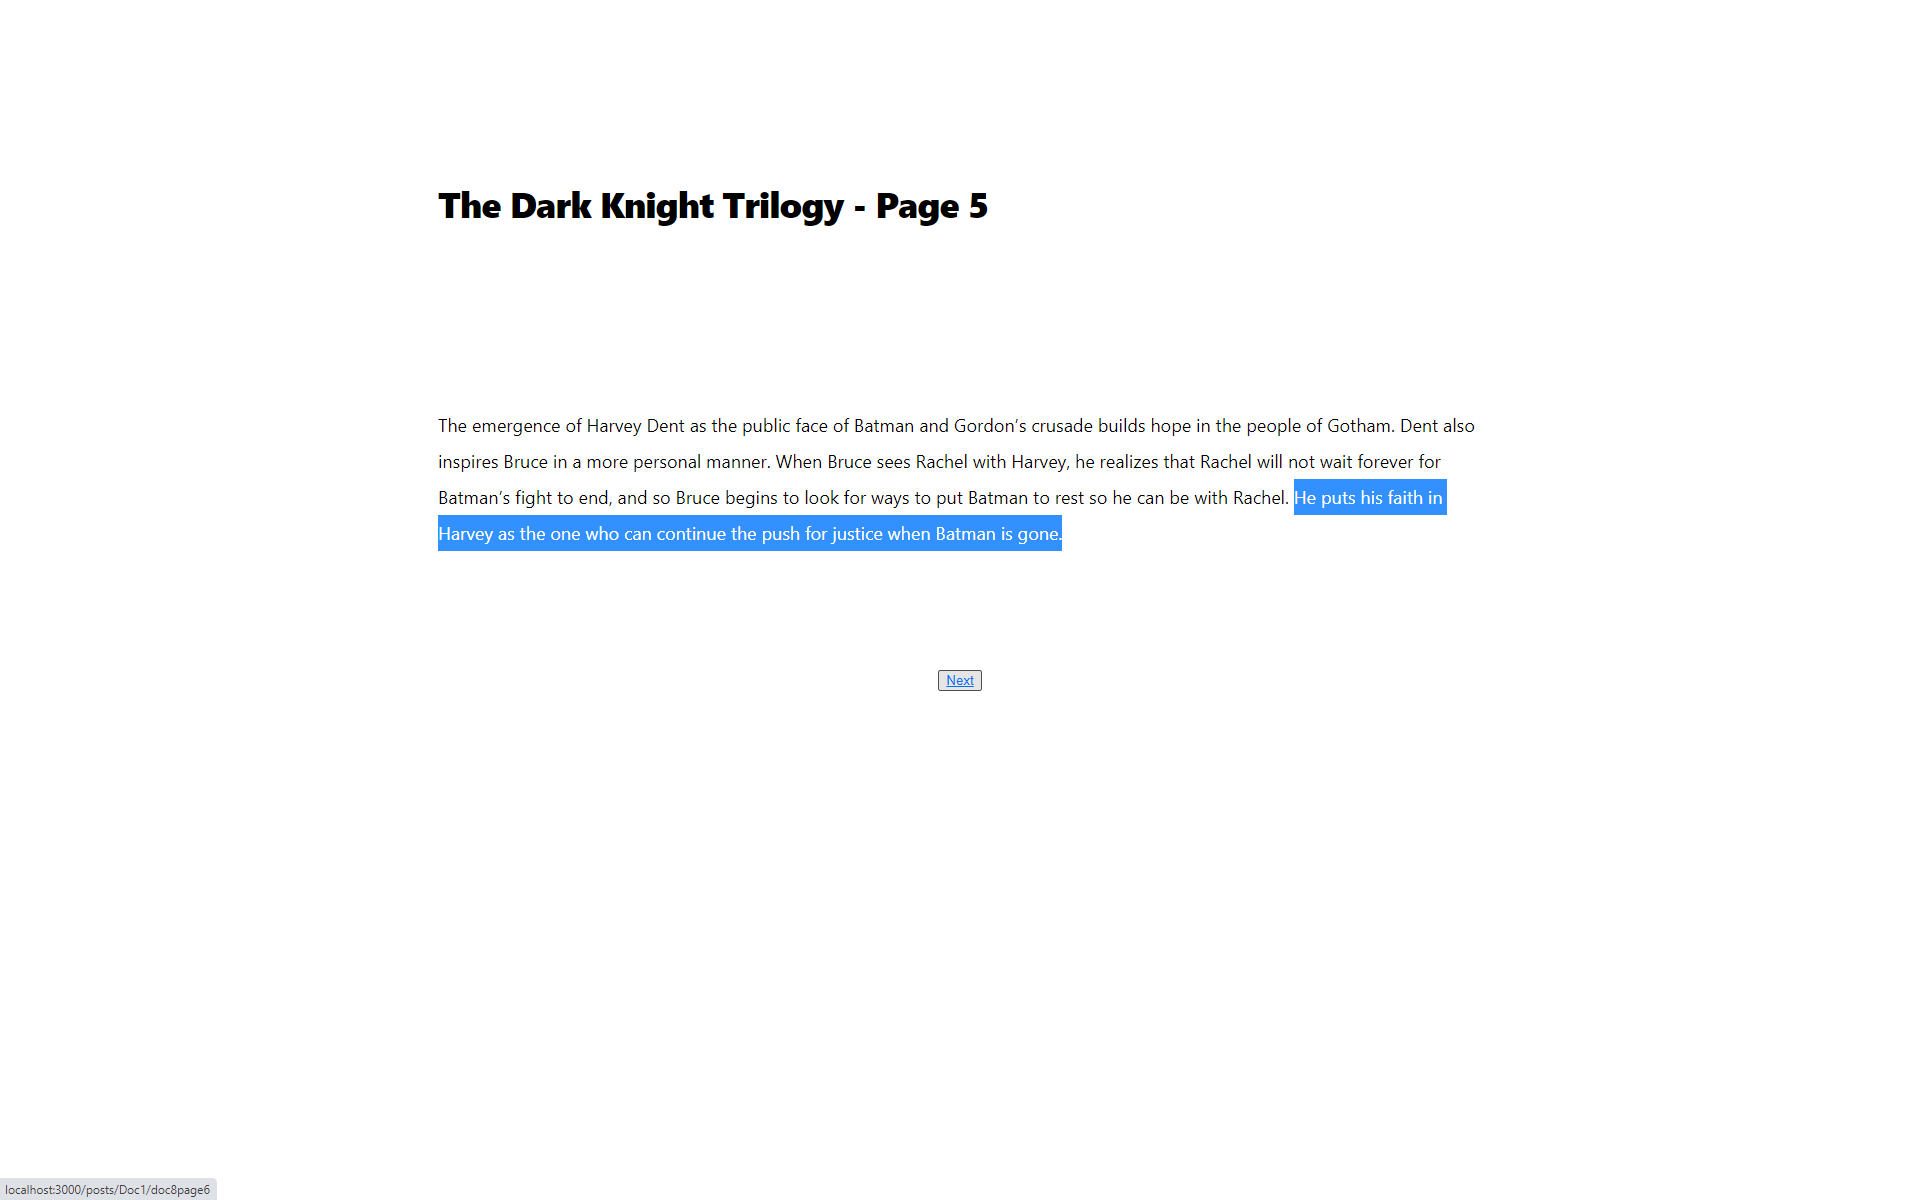 The Dark Knight Trilogy - Page 5
The emergence of Harvey Dent as the public face of Batman and Gordon’s crusade builds hope in the people of Gotham. Dent also
inspires Bruce in a more personal manner. When Bruce sees Rachel with Harvey, he realizes that Rachel will not wait forever for
Batman’s fight to end, and so Bruce begins to look for ways to put Batman to rest so he can be with Rachel. He puts his faith in
Harvey as the one who can continue the push for justice when Batman is gone.
Next
localhost:3000/posts/Doc1/doc8page6